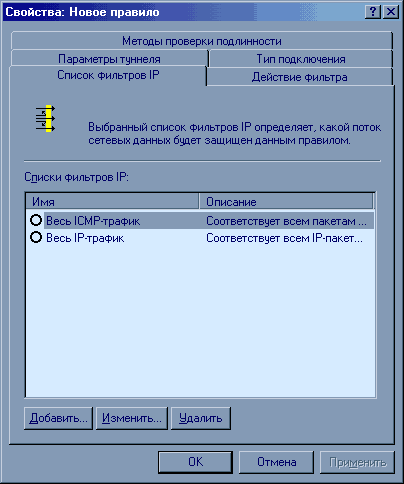 Свойства: Новое правило
Методы проверки подлинности
Параметры туннеля Тип подключения
Список фильтров IP Действие фильтра
Выбранный список фильтров IP определяет, какой поток
сетевых данных будет защищен данным правилом.
Списки фильтров IP:
Имя Описание
Весь ICMP-трафик Соответствует всем пакетам ...
Весь IP-трафик Соответствует всем IP-пакет...
Добавить... Изменить... Удалить
OK Отмена Применить